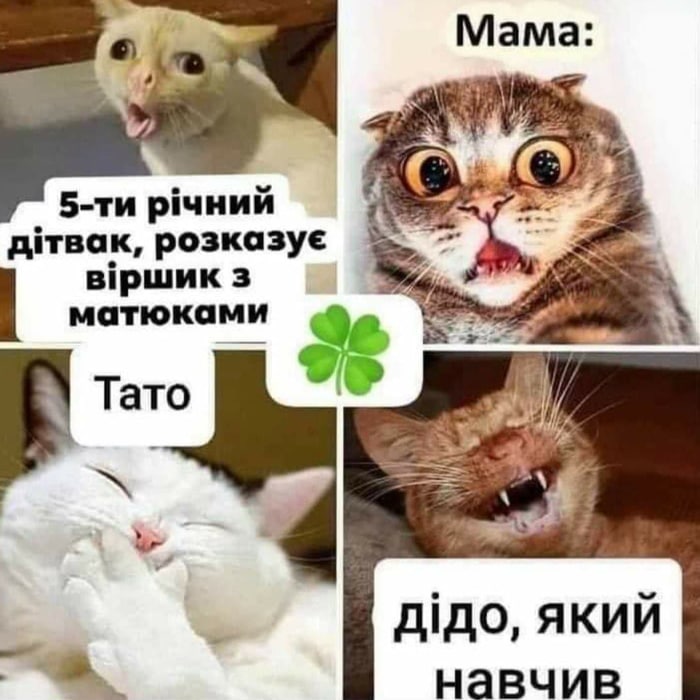 Мама:
5-ти річний
дітвак, розказує
віршик з
матюками
Тато
дідо, який
навчив